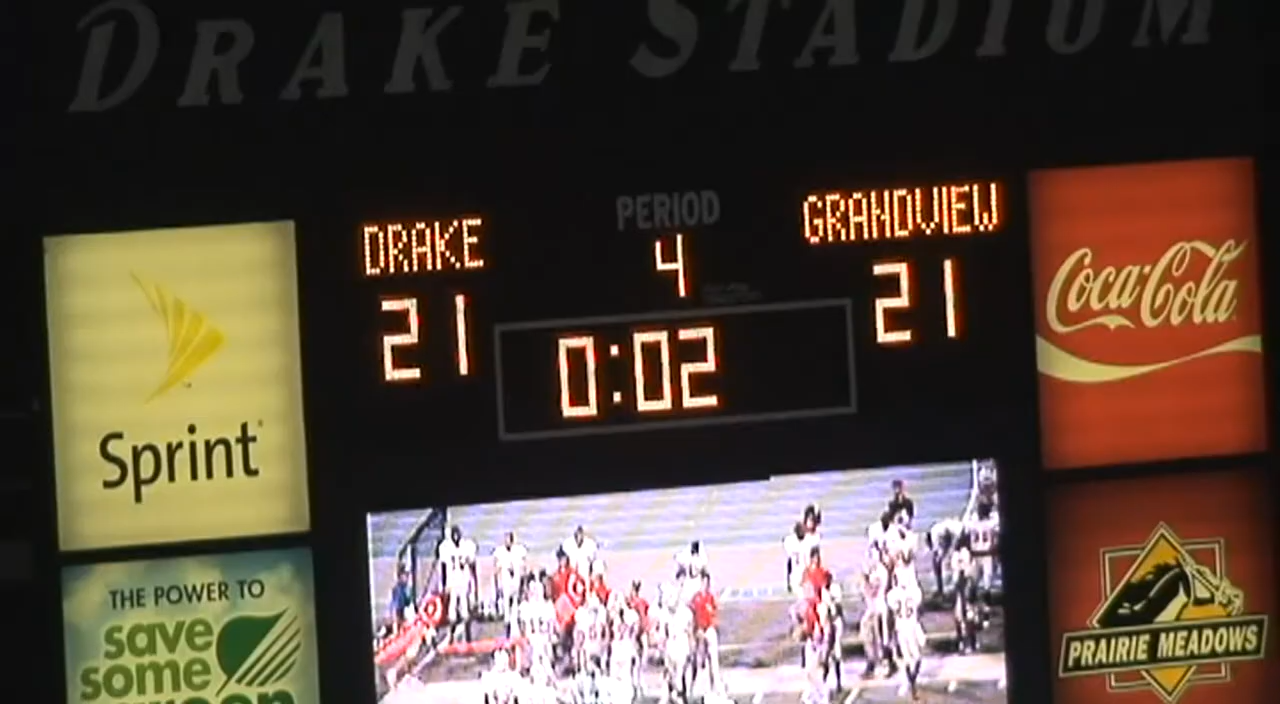 DRAKE STADIUM
DRAKE
PERIOD
GRANDVIEW
21
4
21
0:02
Sprint
Coca-Cola
THE POWER TO
save
some
PRAIRIE MEADOWS